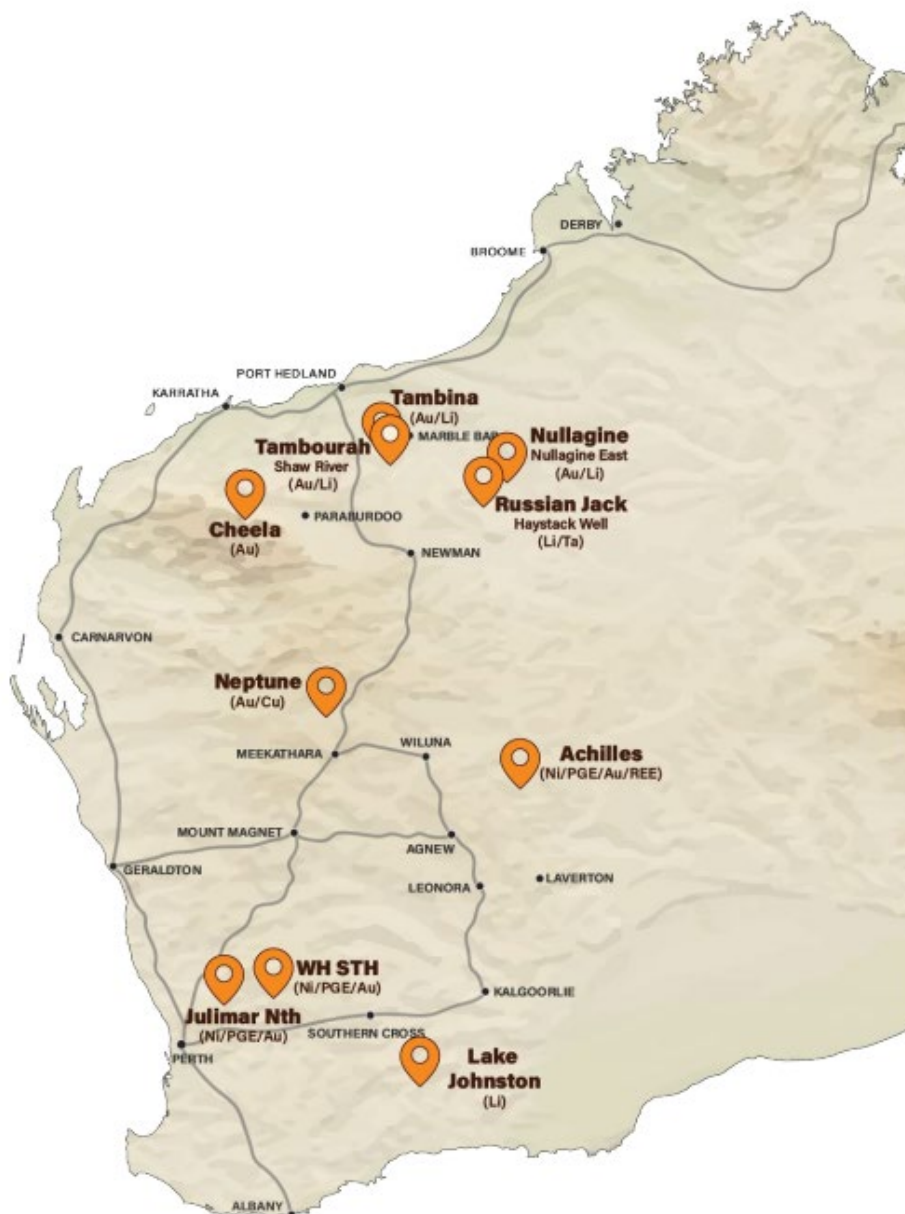 DERBY
BROOME
PORT HEDLAND
KARRATHA
Tambina
(Au/Li)
MARBLE BAR
Tambourah
Shaw River
(Au/Li)
Nullagine
Nullagine East
(Au/Li)
Russian Jack
Haystack Well
(Li/Ta)
Cheela
(Au)
PARABURDOO
NEWMAN
CARNARVON
Neptune
(Au/Cu)
MEEKATHARA
WILUNA
Achilles
(Ni/PGE/Au/REE)
MOUNT MAGNET
AGNEW
GERALDTON
LEONORA
LAVERTON
WH STH
(Ni/PGE/Au)
KALGOORLIE
Julimar Nth
(Ni/PGE/Au)
SOUTHERN CROSS
PERTH
Lake
Johnston
(Li)
ALBANY